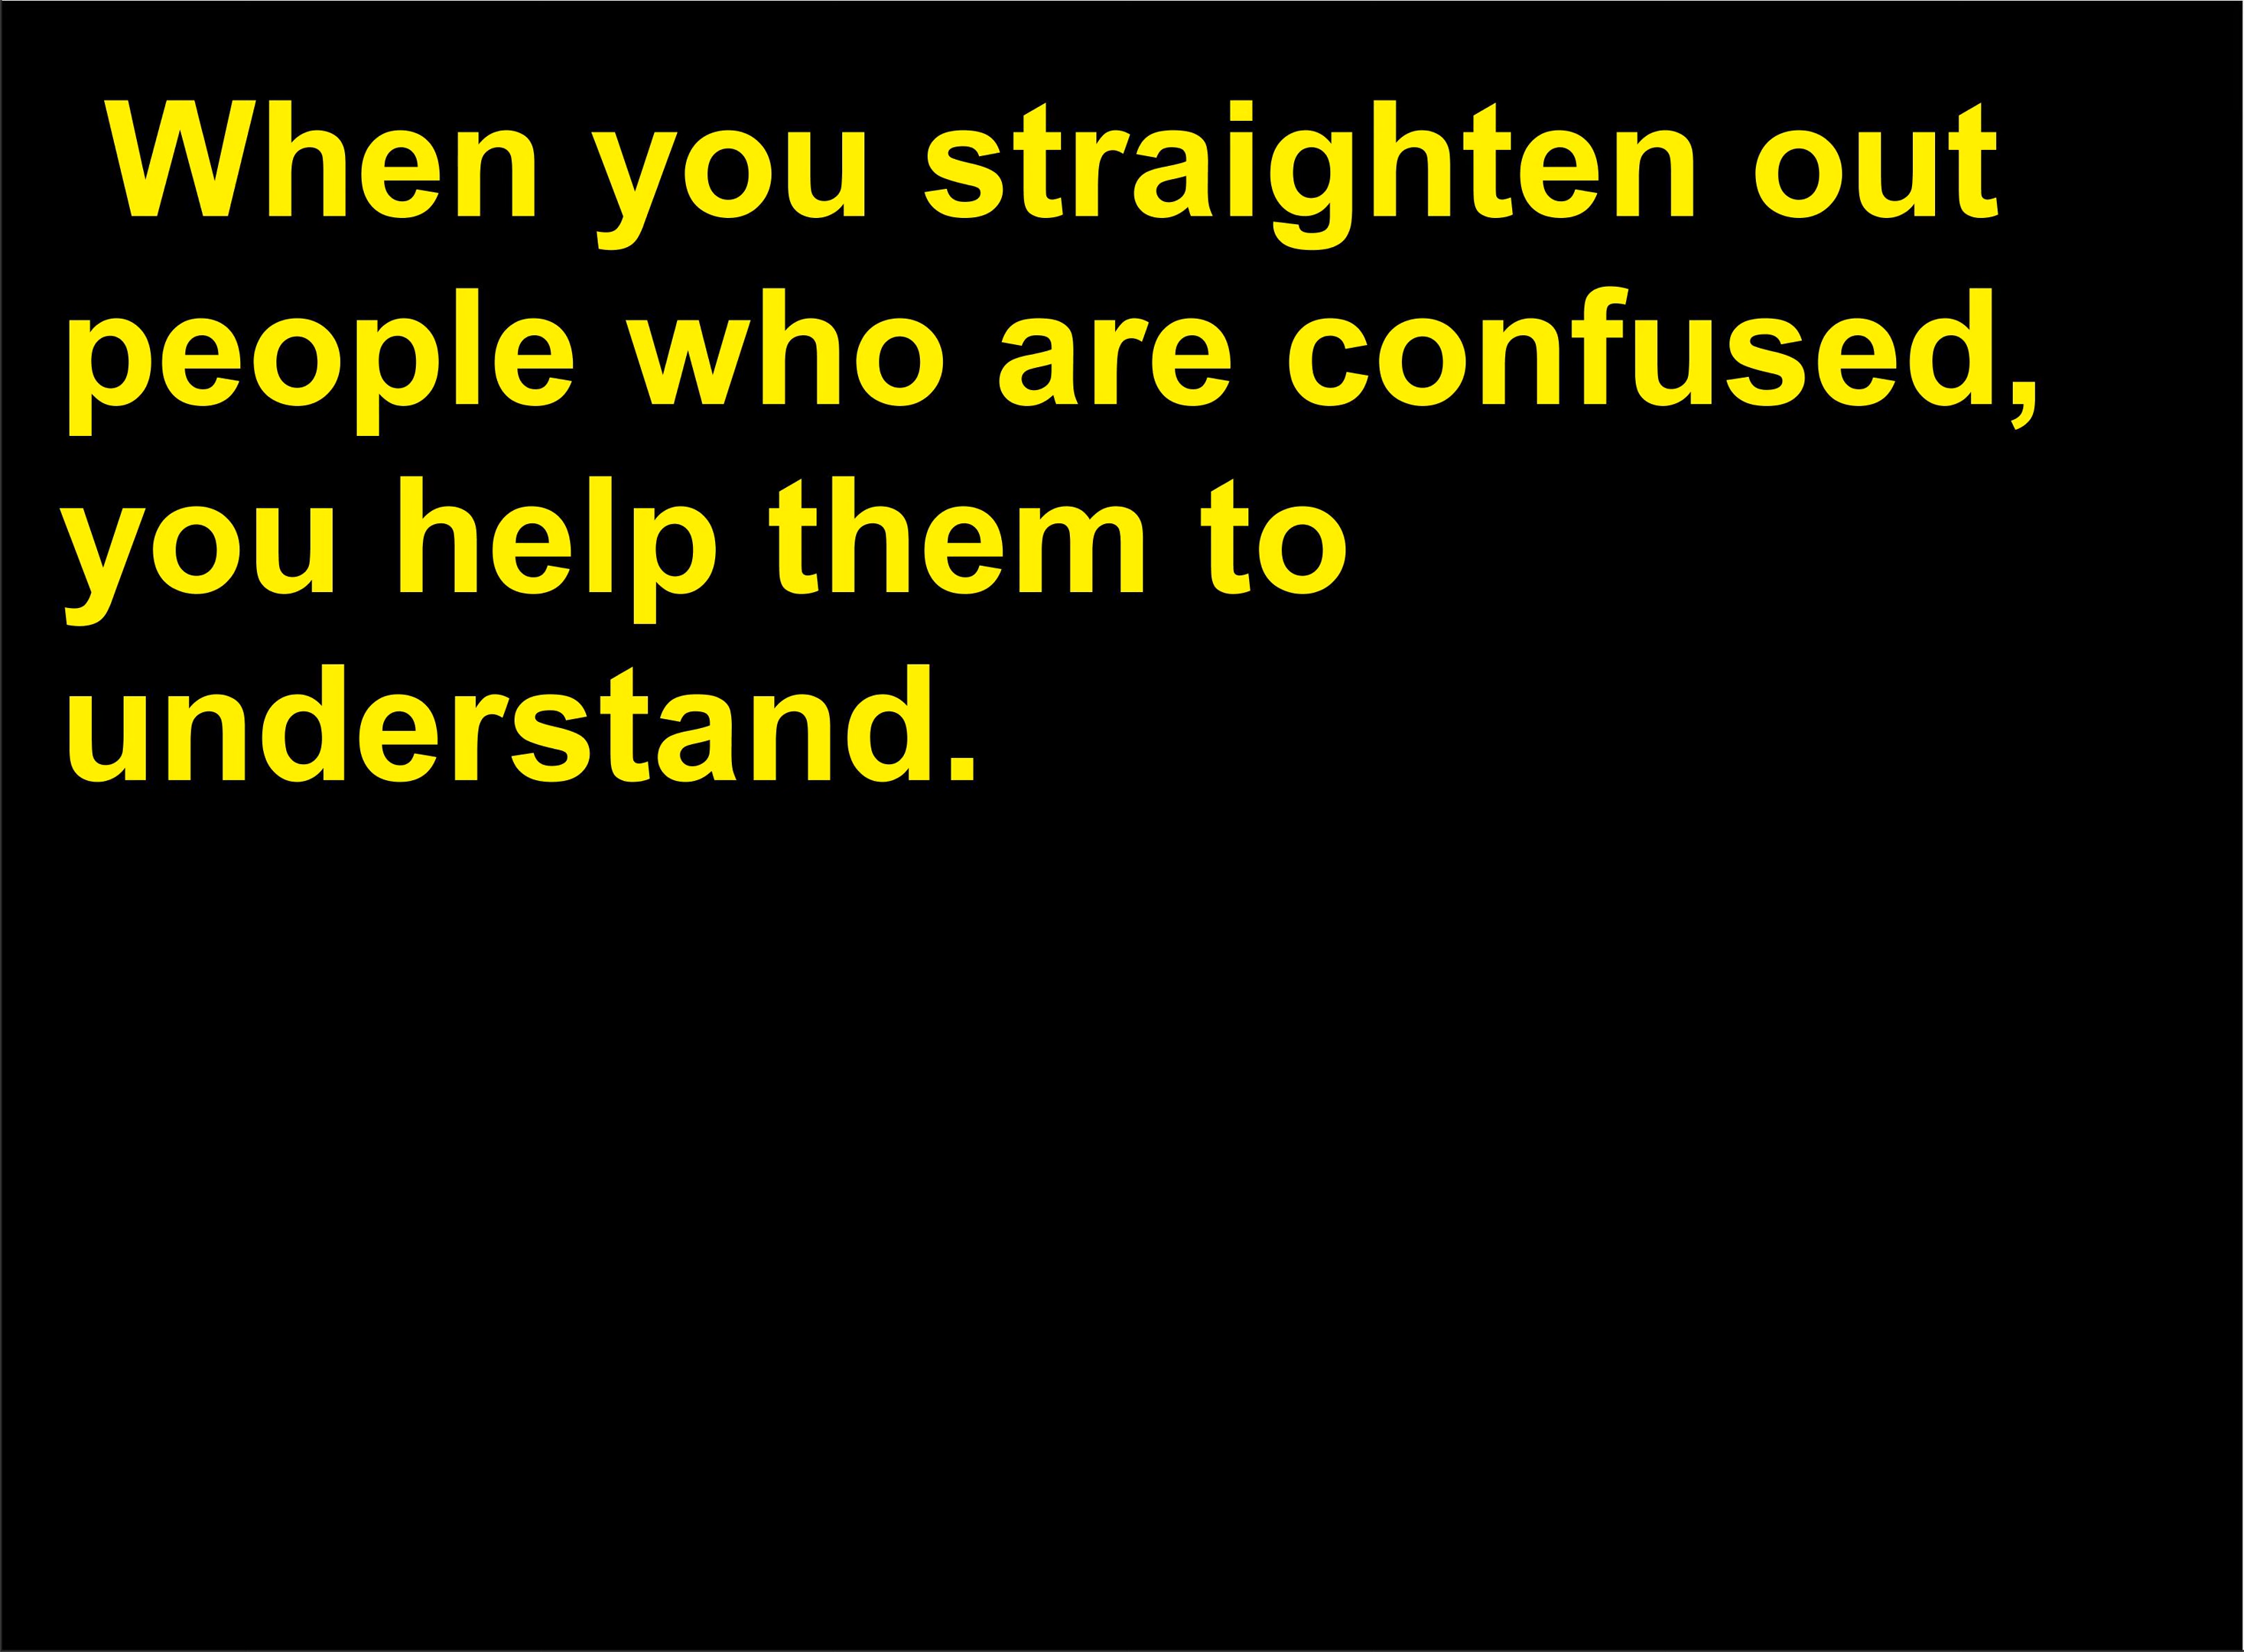 When you straighten out
people who are confused,
you help them to
understand.